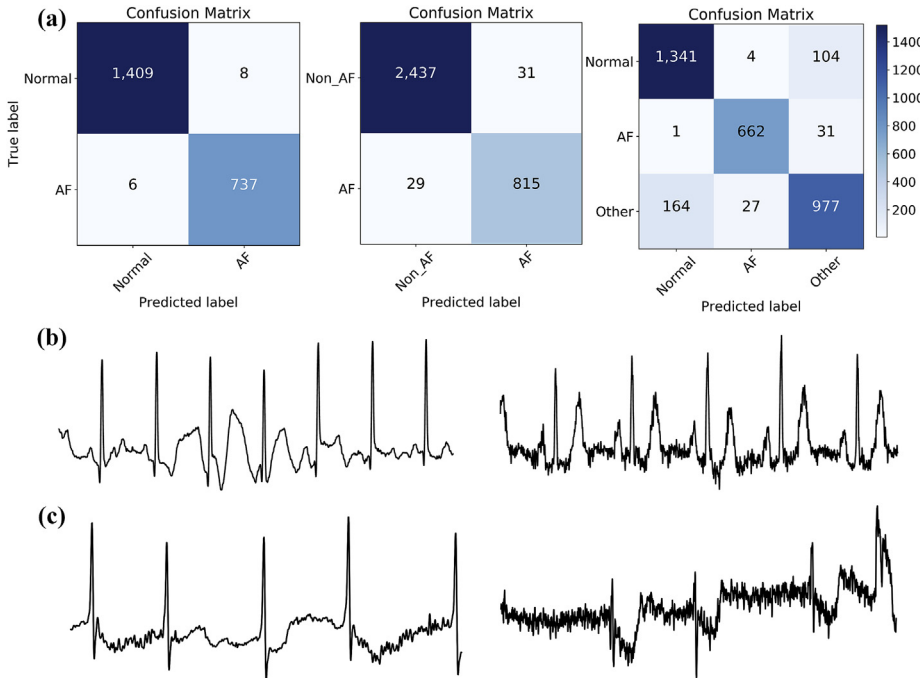 (a)
Confusion Matrix
True label
Normal
1,409
8
AF
6
737
Normal
AF
Predicted label
Confusion Matrix
Non_AF
2,437
31
AF
29
815
Non_AF
AF
Predicted label
Confusion Matrix
Normal
1,341
4
104
AF
1
662
31
Other
164
27
977
Normal
AF
Other
Predicted label
1400
1200
1000
800
600
400
200
(b)
(c)